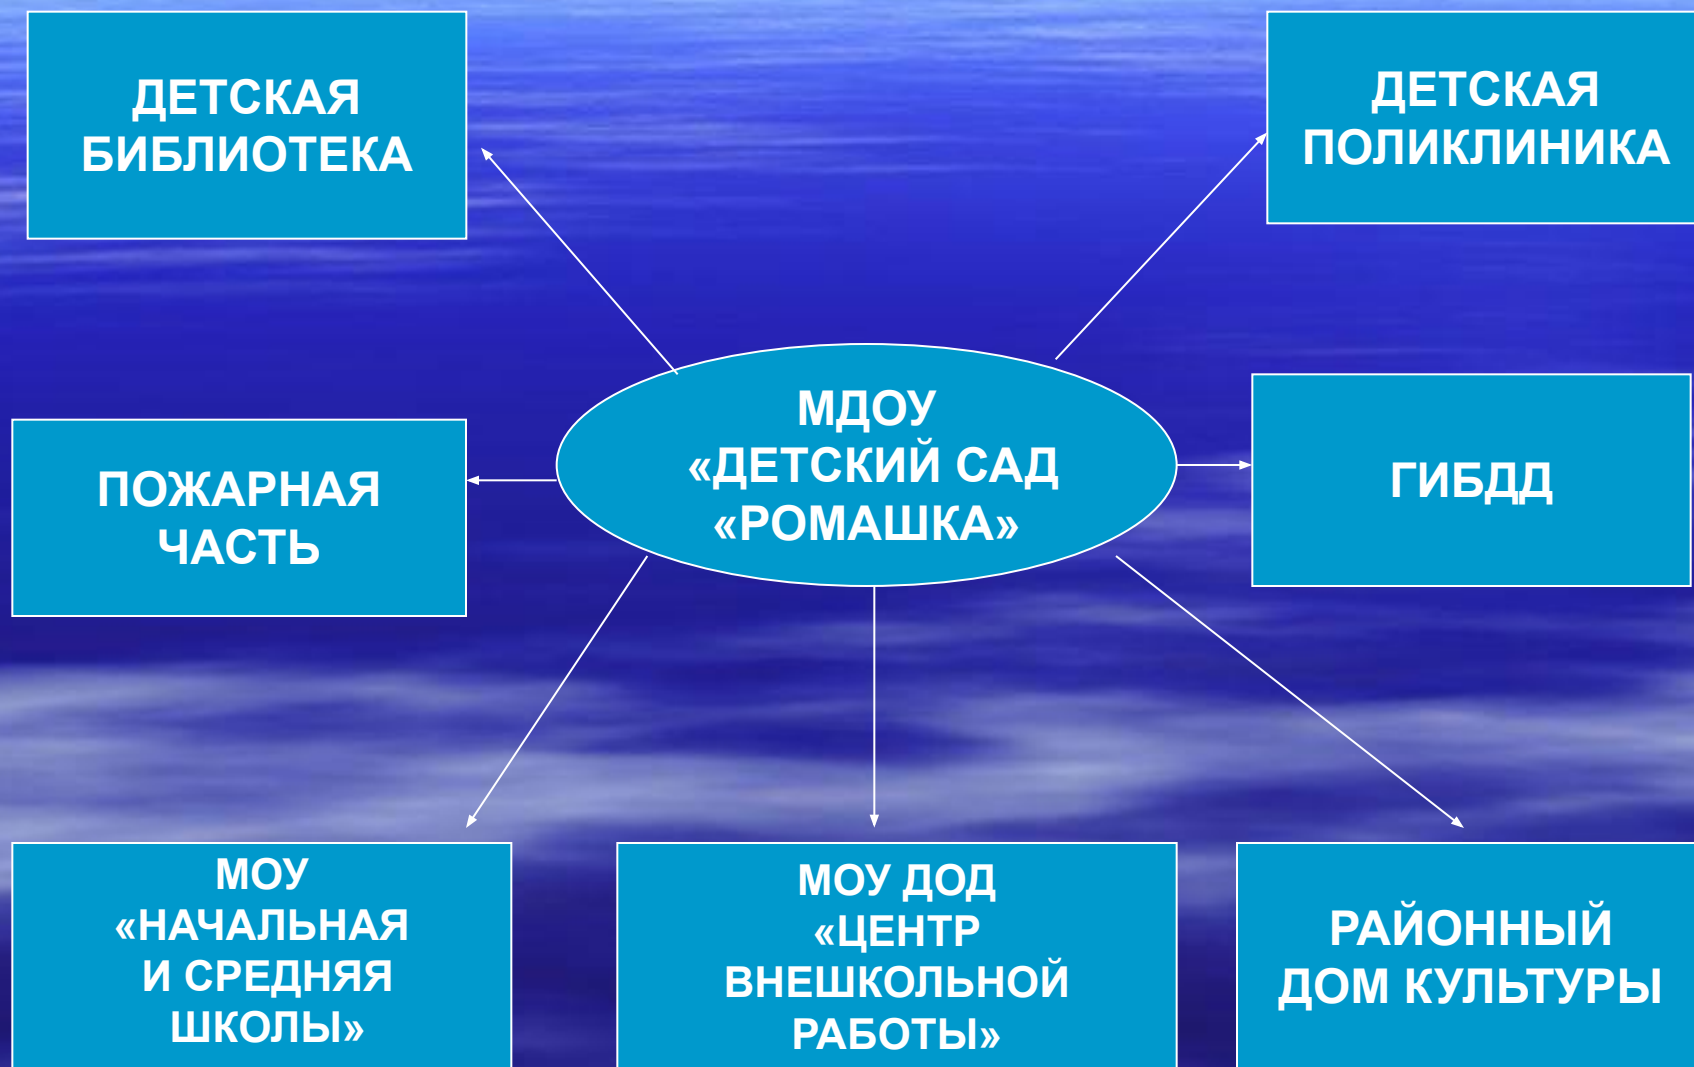 ДЕТСКАЯ
БИБЛИОТЕКА
ДЕТСКАЯ
ПОЛИКЛИНИКА
МДОУ
«ДЕТСКИЙ САД
«РОМАШКА»
ПОЖАРНАЯ
ЧАСТЬ
ГИБДД
МОУ
«НАЧАЛЬНАЯ
И СРЕДНЯЯ
ШКОЛЫ»
МОУ ДОД
«ЦЕНТР
ВНЕШКОЛЬНОЙ
РАБОТЫ»
РАЙОННЫЙ
ДОМ КУЛЬТУРЫ